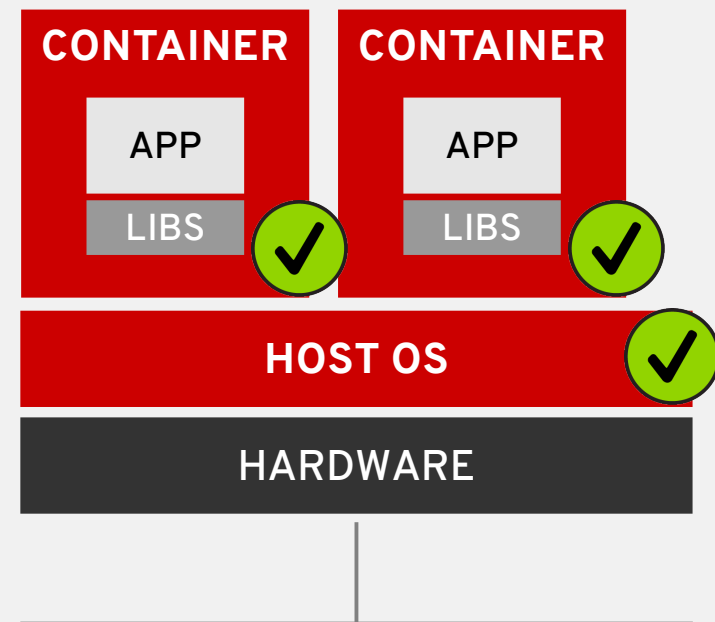 CONTAINER
APP
LIBS
CONTAINER
APP
LIBS
HOST OS
HARDWARE